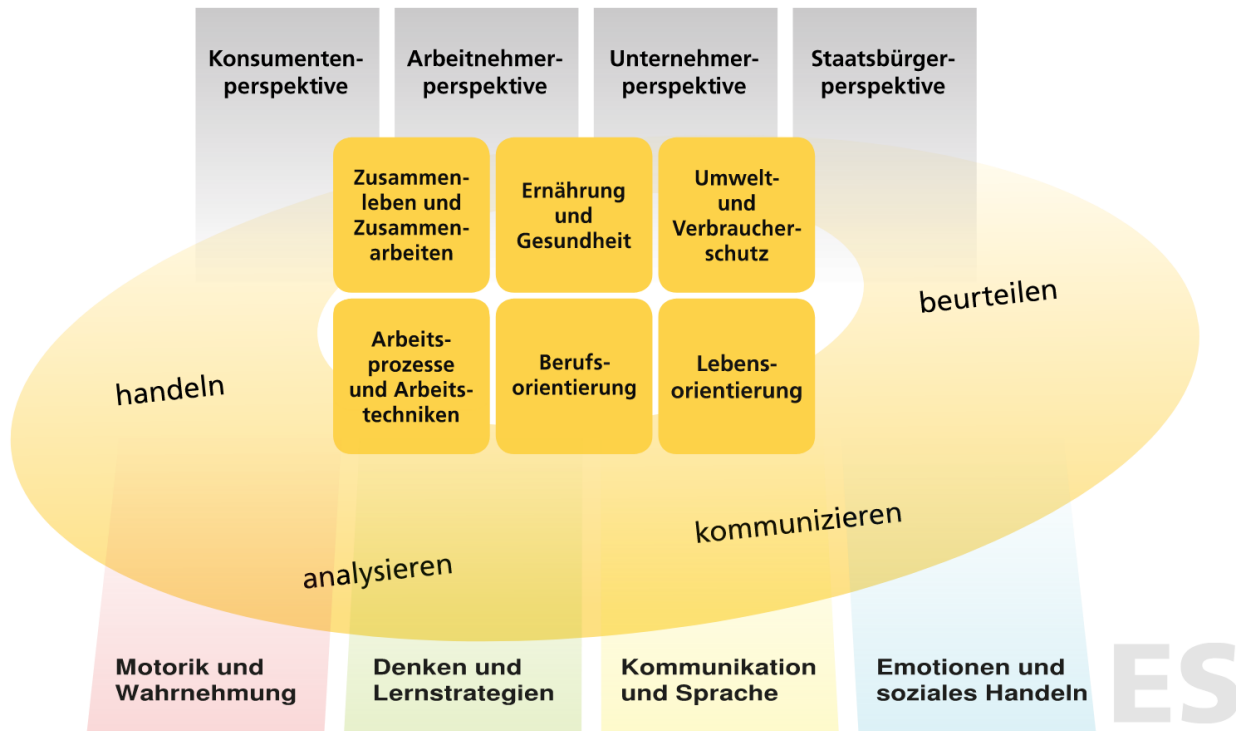 Konsumenten-
perspektive
Arbeitnehmer-
perspektive
Unternehmer-
perspektive
Staatsbürger-
perspektive
Zusammen-
leben und
Zusammen-
arbeiten
Ernährung
und
Gesundheit
Umwelt-
und
Verbraucher-
schutz
beurteilen
Arbeits-
prozesse
und Arbeits-
techniken
Berufs-
orientierung
Lebens-
orientierung
handeln
kommunizieren
analysieren
Motorik und
Wahrnehmung
Denken und
Lernstrategien
Kommunikation
und Sprache
Emotionen und
soziales Handeln
ES